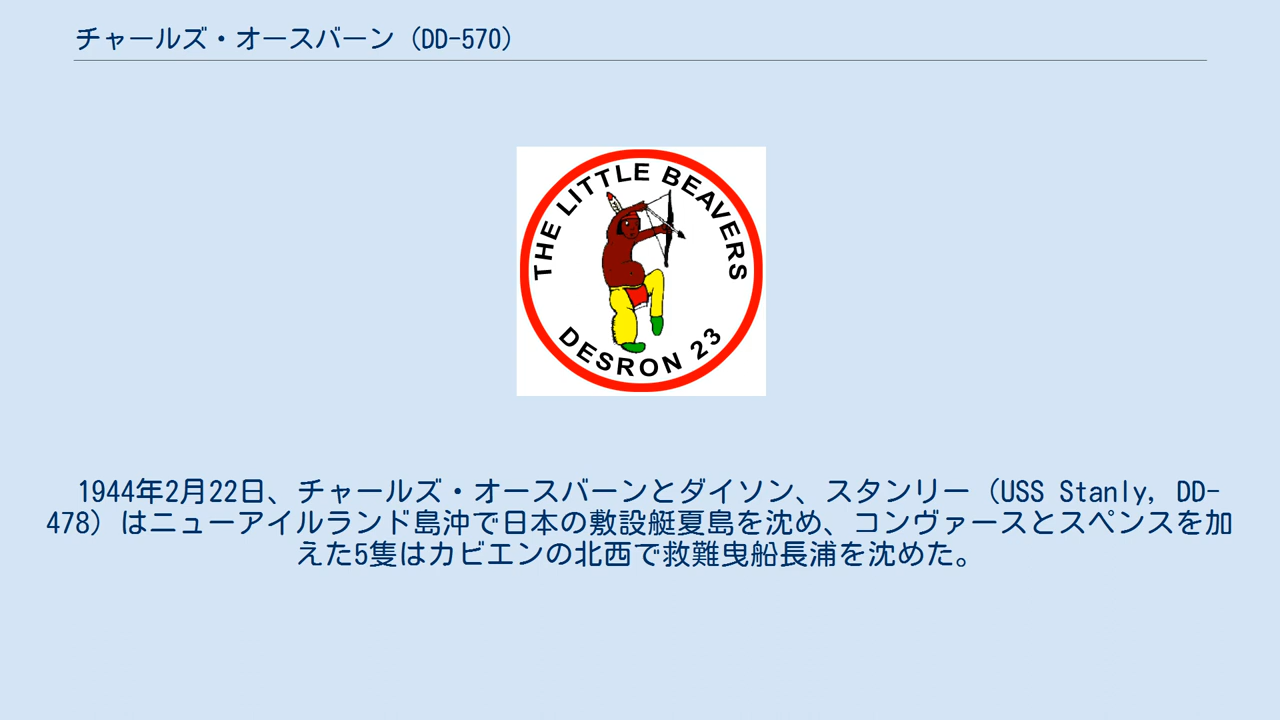 チャールズ・オースバーン (DD-570)
THE LITTLE BEAVERS
DESRON 23
1944年2月22日、チャールズ・オースバーンとダイソン、スタンリー (USS Stanly, DD-
478) はニューアイルランド島沖で日本の敷設艇夏島を沈め、コンヴァースとスペンスを加
えた5隻はカビエンの北西で救難曳船長浦を沈めた。